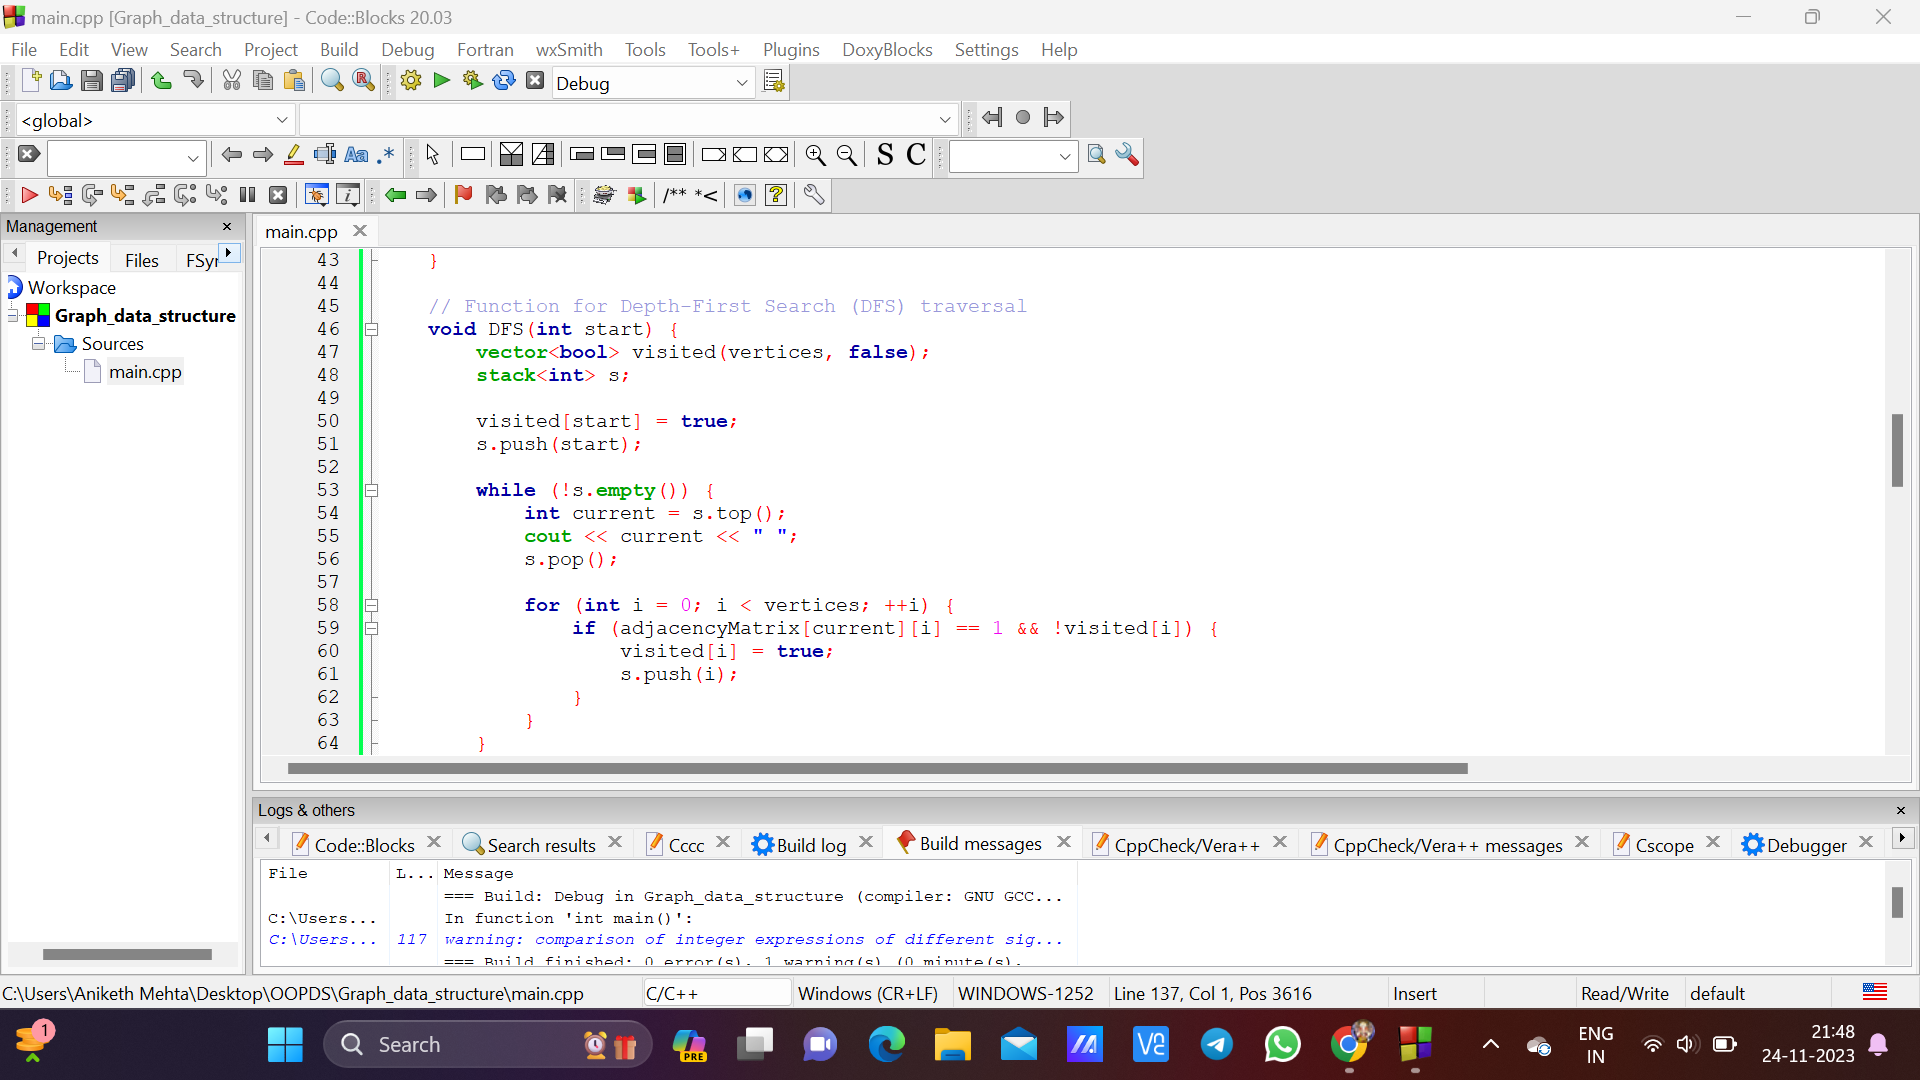 main.cpp [Graph_data_structure] - Code::Blocks 20.03
File Edit View Search Project Build Debug Fortran wxSmith Tools Tools+ Plugins DoxyBlocks Settings Help
Debug
<global>
Aa .* S C
/** *<
Management
main.cpp
Projects Files FSyr
Workspace
Graph_data_structure
Sources
main.cpp
43 }
44
45 // Function for Depth-First Search (DFS) traversal
46 void DFS(int start) {
47 vector<bool> visited(vertices, false);
48 stack<int> s;
49
50 visited[start] = true;
51 s.push(start);
52
53 while (!s.empty()) {
54 int current = s.top();
55 cout << current << " ";
56 s.pop();
57
58 for (int i = 0; i < vertices; ++i) {
59 if (adjacencyMatrix[current][i] == 1 && !visited[i]) {
60 visited[i] = true;
61 s.push(i);
62 }
63 }
64 }
Logs & others
Code::Blocks Search results Cccc Build log Build messages CppCheck/Vera++ CppCheck/Vera++ messages Cscope Debugger
File L... Message
=== Build: Debug in Graph_data_structure (compiler: GNU GCC...
C:\Users... In function 'int main()':
C:\Users... 117 warning: comparison of integer expressions of different sig...
=== Build finished: 0 error(s), 1 warning(s) (0 minute(s),
C:\Users\Aniketh Mehta\Desktop\OOPDS\Graph_data_structure\main.cpp C/C++ Windows (CR+LF) WINDOWS-1252 Line 137, Col 1, Pos 3616 Insert Read/Write default
1
Search
PRE
ENG
IN
21:48
24-11-2023